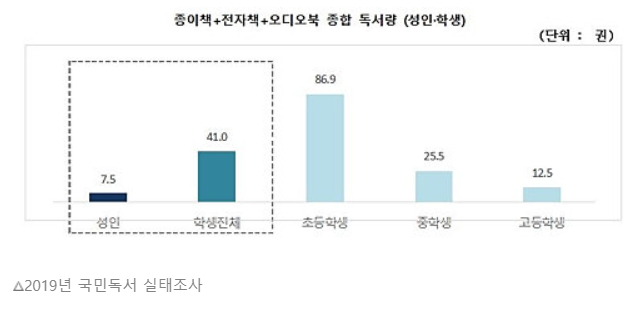 종이책+전자책+오디오북 종합 독서량 (성인·학생)
(단위 : 권)
86.9
41.0
25.5
12.5
7.5
성인 학생전체 초등학생 중학생 고등학생
△2019년 국민독서 실태조사